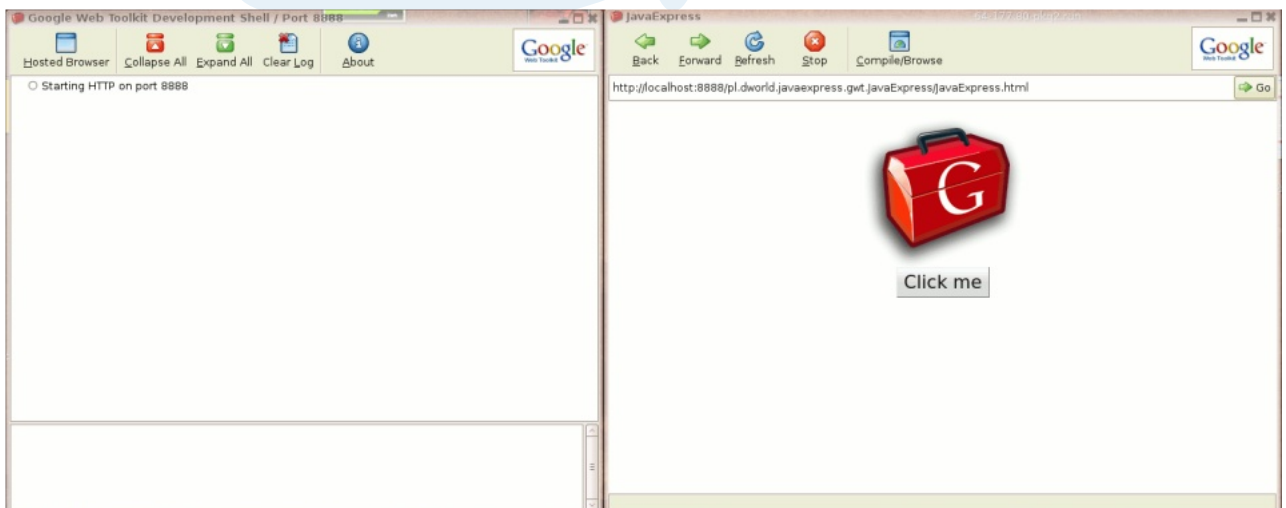 Google Web Toolkit Development Shell / Port 8888
Hosted Browser Collapse All Expand All Clear Log About
Google
Web Toolkit
Starting HTTP on port 8888
JavaExpress
Back Forward Refresh Stop Compile/Browse
Google
Web Toolkit
http://localhost:8888/pl.dworld.javaexpress.gwt.JavaExpress/JavaExpress.html
Go
G
Click me